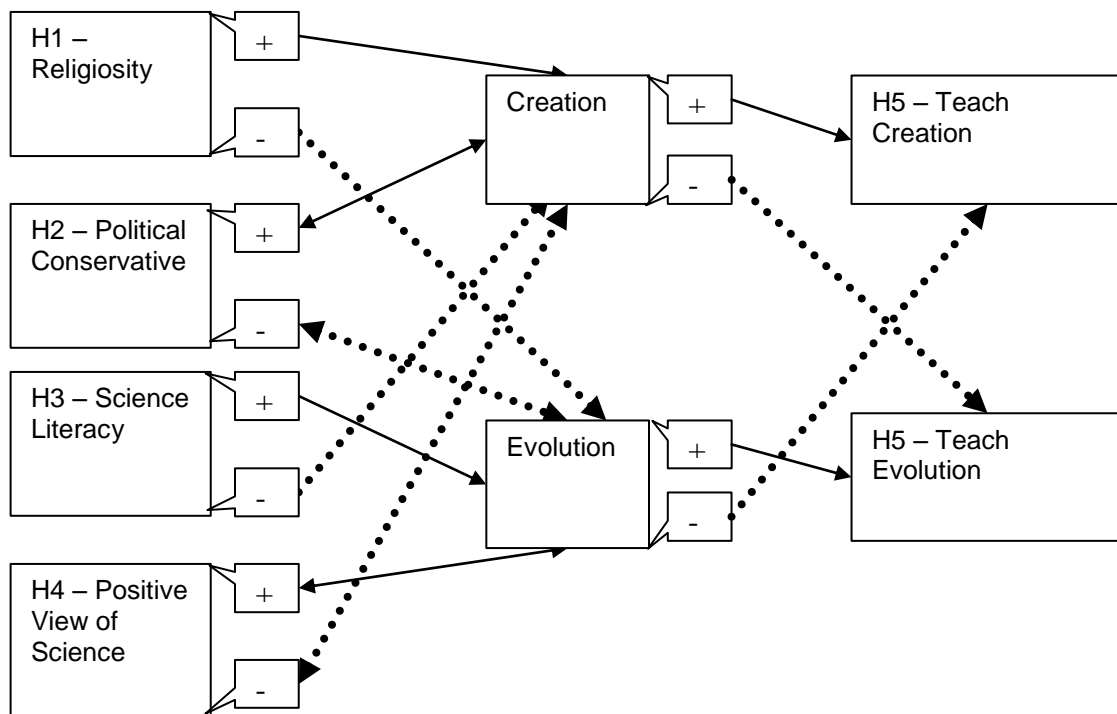 H1 –
Religiosity
+
-
H2 – Political
Conservative
+
-
H3 – Science
Literacy
+
-
H4 – Positive
View of
Science
+
-
Creation
+
-
Evolution
+
-
H5 – Teach
Creation
H5 – Teach
Evolution